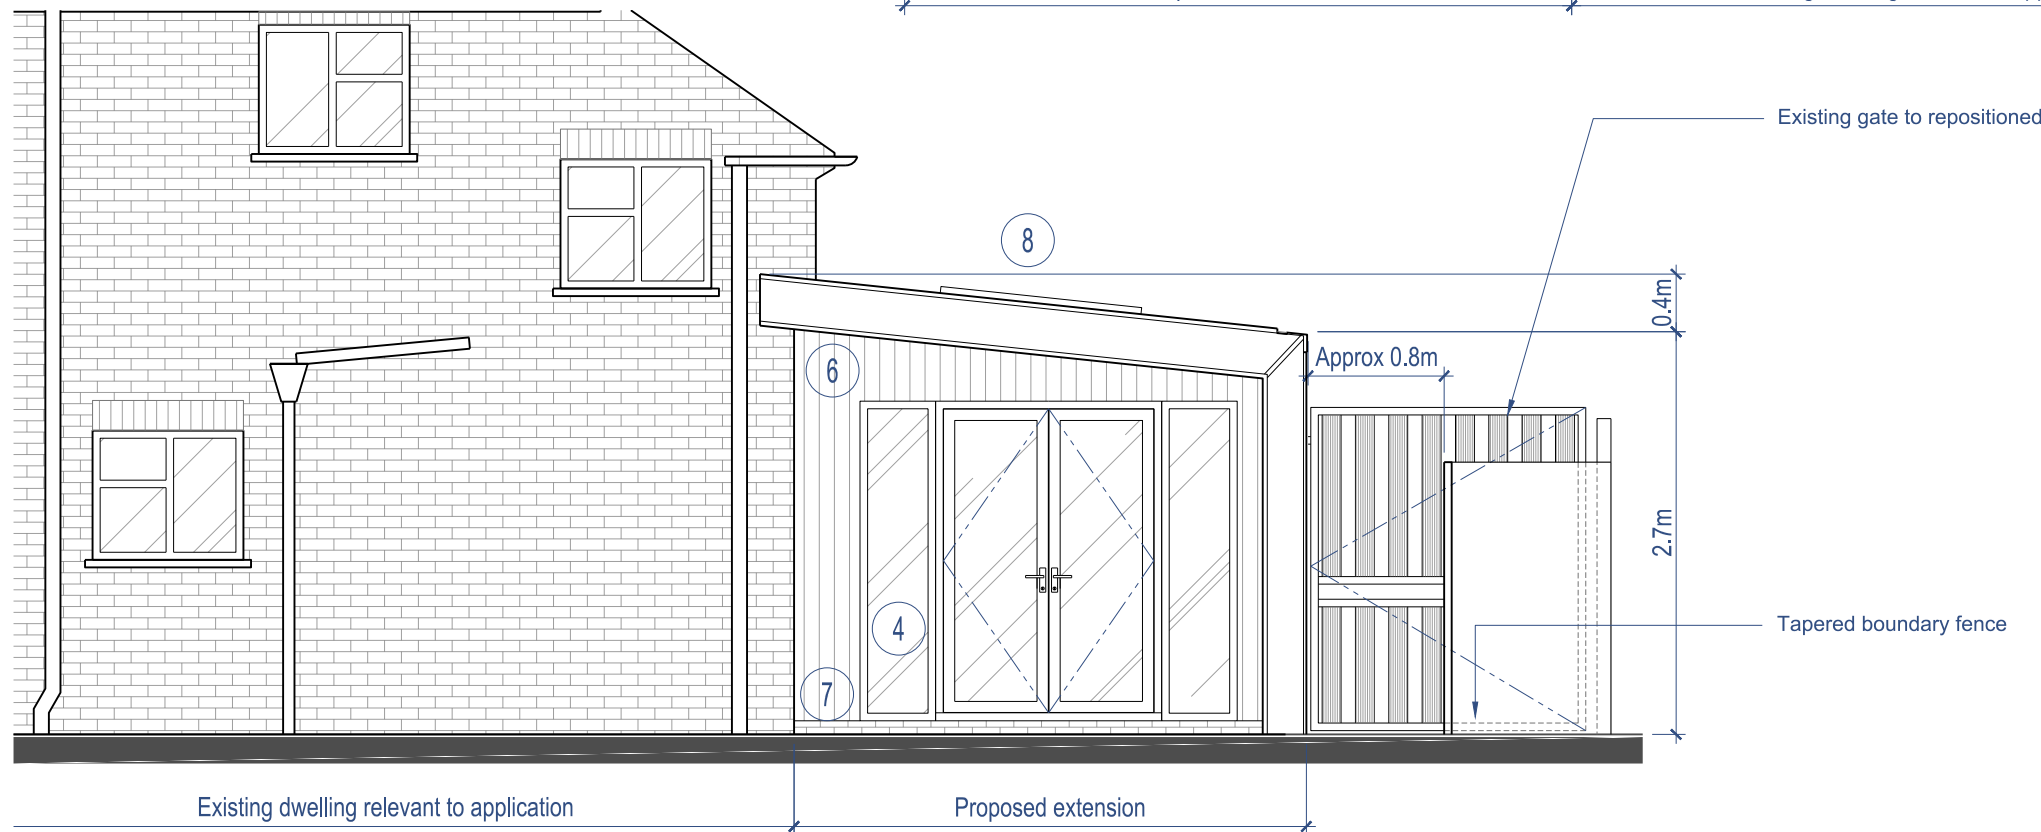 Existing gate to repositioned
8
0.4m
Approx 0.8m
6
2.7m
4
Tapered boundary fence
7
Existing dwelling relevant to application
Proposed extension